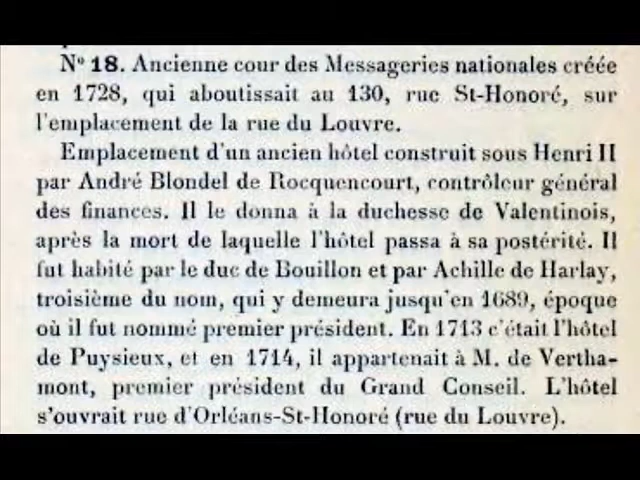 N° 18. Ancienne cour des Messageries nationales créée
en 1728, qui aboutissait au 130, rue St-Honoré, sur
l'emplacement de la rue du Louvre.
Emplacement d'un ancien hôtel construit sous Henri II
par André Blondel de Rocquencourt, contrôleur général
des finances. Il le donna à la duchesse de Valentinois,
après la mort de laquelle l'hôtel passa à sa postérité. Il
fut habité par le duc de Bouillon et par Achille de Harlay,
troisième du nom, qui y demeura jusqu'en 1689, époque
où il fut nommé premier président. En 1713 c'était l'hôtel
de Puysieux, et en 1714, il appartenait à M. de Vertha-
mont, premier président du Grand Conseil. L'hôtel
s'ouvrait rue d'Orléans-St-Honoré (rue du Louvre).